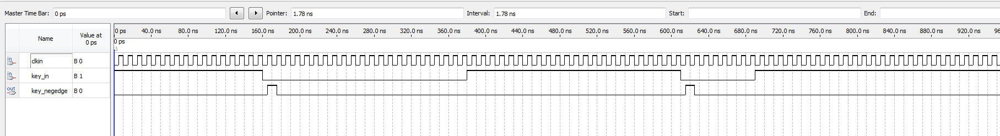 Master Time Bar: 0 ps Pointer: 1.78 ns Interval: 1.78 ns Start: End:
Name Value at 0 ps
0 ps 40.0 ns 80.0 ns 120.0 ns 160.0 ns 200.0 ns 240.0 ns 280.0 ns 320.0 ns 360.0 ns 400.0 ns 440.0 ns 480.0 ns 520.0 ns 560.0 ns 600.0 ns 640.0 ns 680.0 ns 720.0 ns 760.0 ns 800.0 ns 840.0 ns 880.0 ns 920.0 ns 96
0 ps
in clkin B 0
in key_in B 1
out key_negedge B 0